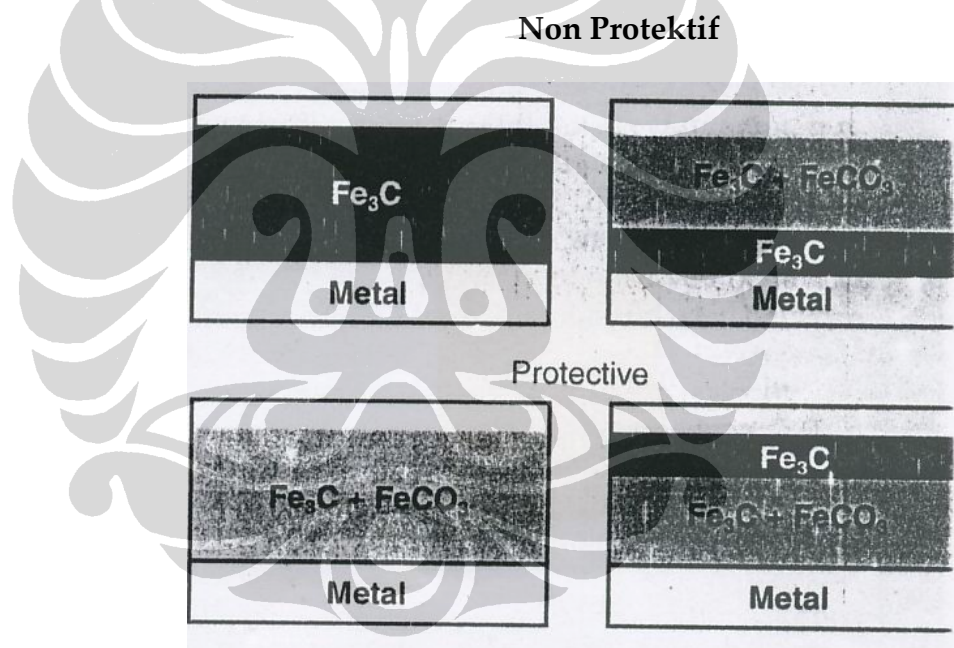 Non Protektif
Fe₃C
Metal
Fe₃C + FeCO₃
Fe₃C
Metal
Protective
Fe₃C + FeCO₃
Metal
Fe₃C
Fe₃C + FeCO₃
Metal